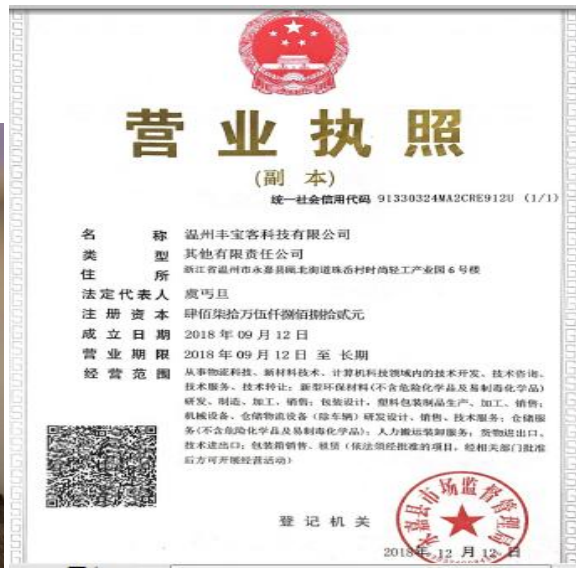 营业执照
(副 本)
统一社会信用代码 91330324MA2CRE912U (1/1)
名 称 温州丰宝客科技有限公司
类 型 其他有限责任公司
住 所 浙江省温州市永嘉县瓯北街道珠岙村时尚轻工产业园6号楼
法定代表人 虞丐旦
注册资本 肆佰柒拾万伍仟捌佰捌拾贰元
成立日期 2018年09月12日
营业期限 2018年09月12日 至 长期
经营范围 从事物流科技、新材料技术、计算机科技领域内的技术开发、技术咨询、
技术服务、技术转让；新型环保材料(不含危险化学品及易制毒化学品)
研发、制造、加工、销售；包装设计，塑料包装制品生产、加工、销售；
机械设备、仓储物流设备（除车辆）研发设计、销售、技术服务；仓储服
务(不含危险化学品及易制毒化学品)；人力搬运装卸服务；货物进出口、
技术进出口；包装箱销售、租赁（依法须经批准的项目，经相关部门批准
后方可开展经营活动）
登记机关
永嘉县市场监督管理局
2018年 12 月 12 日